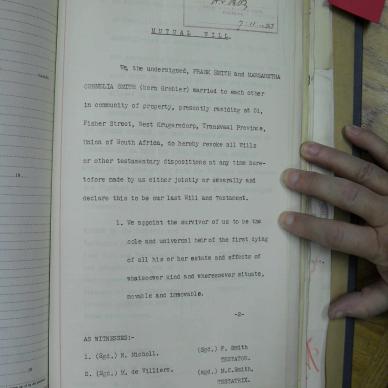 7-11-
MUTUAL WILL
We, the undersigned, FRANK SMITH and MARGARETHA
CORNELIA SMITH (born Grobler) married to each other
in community of property, presently residing at 51,
Fisher Street, West Krugersdorp, Transvaal Province,
Union of South Africa, do hereby revoke all Wills
or other testamentary dispositions at any time here-
tofore made by us either jointly or severally and
declare this to be our last Will and Testament.
1. We appoint the survivor of us to be the
sole and universal heir of the first dying
of all his or her estate and effects of
whatsoever kind and wheresoever situate,
movable and immovable.
-2-
AS WITNESSES:-
1. (Sgd.) N. Nicholl. (Sgd.) F. Smith
TESTATOR.
2. (Sgd.) M. de Villiers. (sgd.) M.C.Smith.
TESTATRIX.